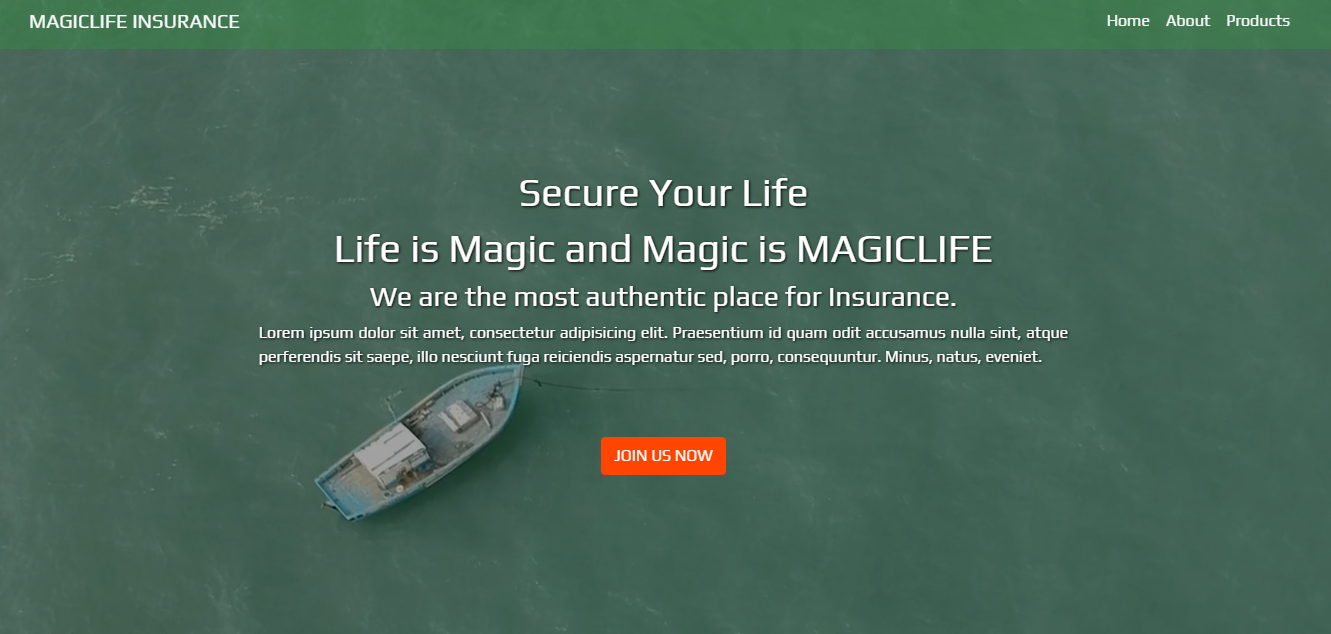 MAGICLIFE INSURANCE
Home About Products
Secure Your Life
Life is Magic and Magic is MAGICLIFE
We are the most authentic place for Insurance.
Lorem ipsum dolor sit amet, consectetur adipisicing elit. Praesentium id quam odit accusamus nulla sint, atque
perferendis sit saepe, illo nesciunt fuga reiciendis aspernatur sed, porro, consequuntur. Minus, natus, eveniet.
JOIN US NOW